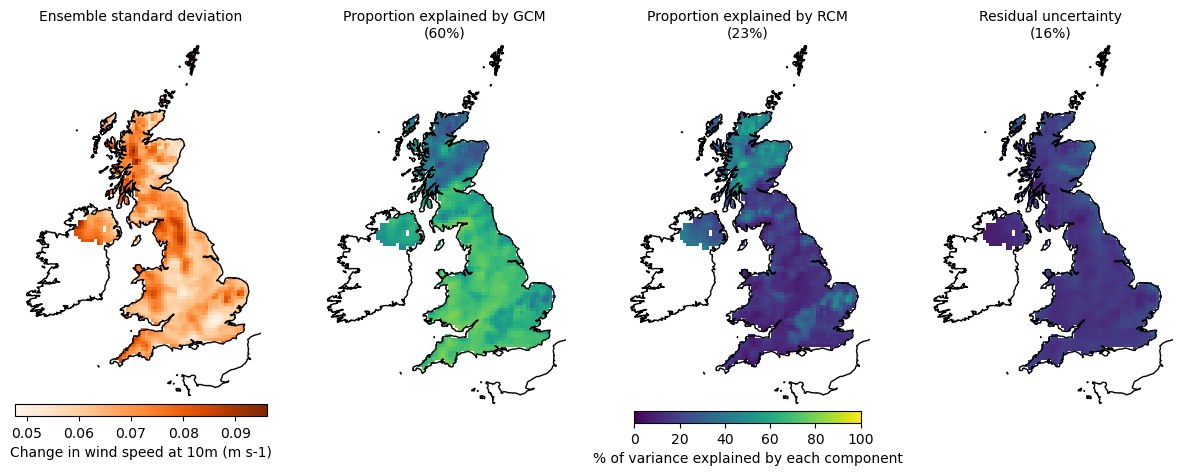 Ensemble standard deviation
Proportion explained by GCM
(60%)
Proportion explained by RCM
(23%)
Residual uncertainty
(16%)
0.05 0.06 0.07 0.08 0.09
Change in wind speed at 10m (m s-1)
0 20 40 60 80 100
% of variance explained by each component